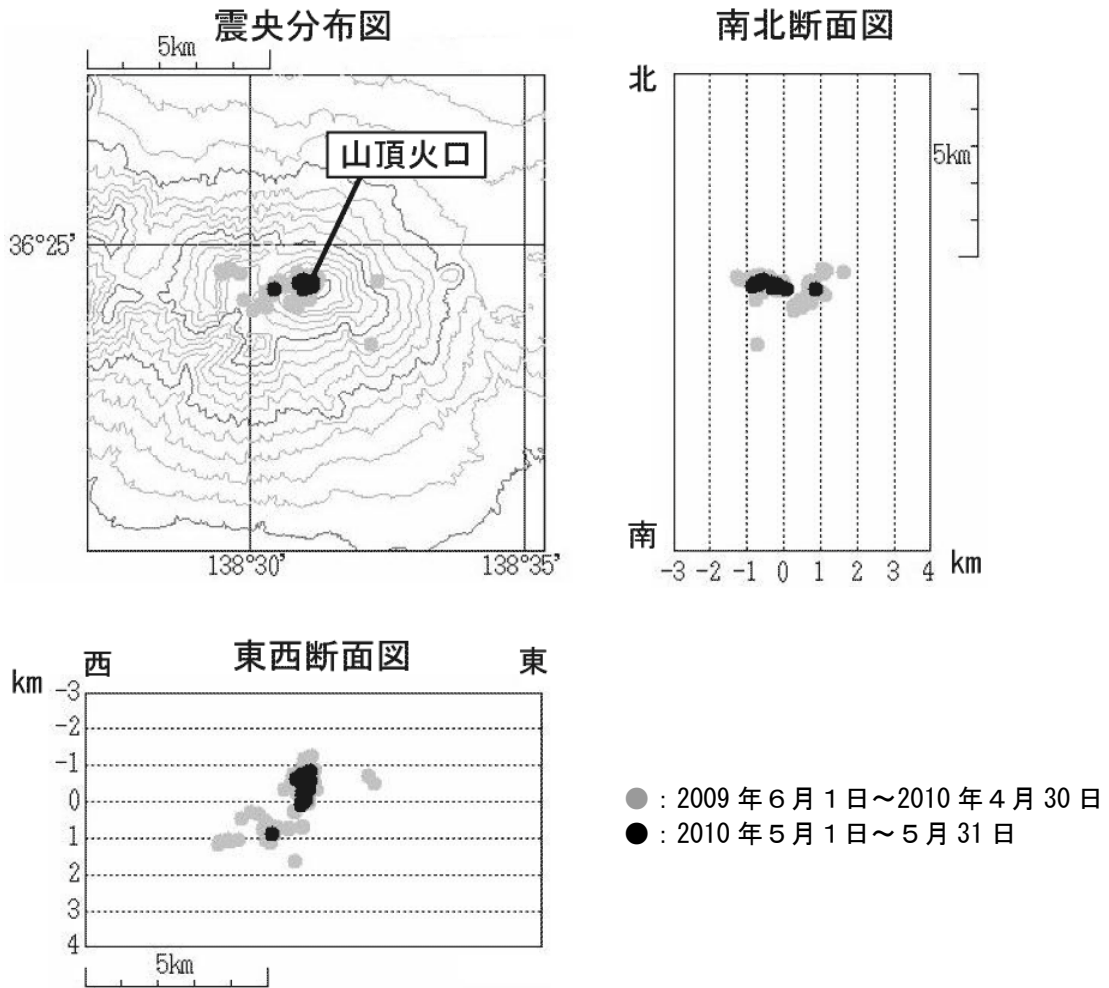 震央分布図
5km
山頂火口
36°25'
138°30'
138°35'
南北断面図
北
5km
南
-3 -2 -1 0 1 2 3 4 km
東西断面図
西
東
km
-3
-2
-1
0
1
2
3
4
5km
● : 2009 年 6 月 1 日～2010 年 4 月 30 日
● : 2010 年 5 月 1 日～ 5 月 31 日